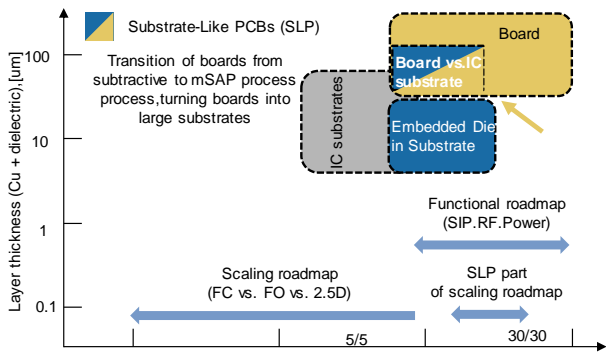 Substrate-Like PCBs (SLP)
Board
Transition of boards from
subtractive to mSAP process
process,turning boards into
large substrates
Board vs.IC
substrate
IC substrates
Embedded Die
in Substrate
Layer thickness (Cu + dielectric),[um]
100
10
1
0.1
Functional roadmap
(SIP.RF.Power)
Scaling roadmap
(FC vs. FO vs. 2.5D)
SLP part
of scaling roadmap
5/5
30/30